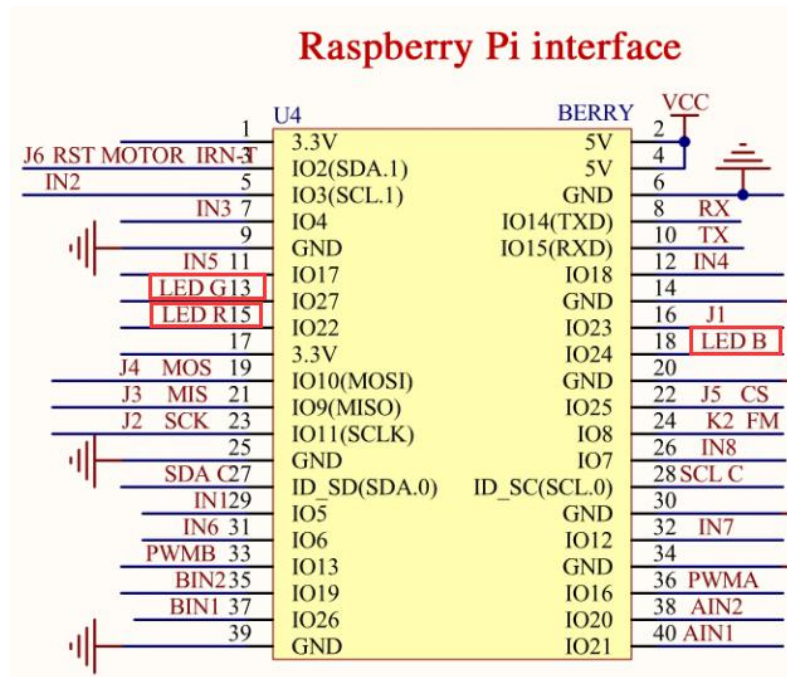 Raspberry Pi interface
U4 BERRY VCC
1 3.3V 5V 2
J6 RST MOTOR IRN-T 3 IO2(SDA.1) 5V 4
IN2 5 IO3(SCL.1) GND 6
IN3 7 IO4 IO14(TXD) 8 RX
9 GND IO15(RXD) 10 TX
IN5 11 IO17 IO18 12 IN4
LED G13 IO27 GND 14
LED R15 IO22 IO23 16 J1
17 3.3V IO24 18 LED B
J4 MOS 19 IO10(MOSI) GND 20
J3 MIS 21 IO9(MISO) IO25 22 J5 CS
J2 SCK 23 IO11(SCLK) IO8 24 K2 FM
25 GND IO7 26 IN8
SDA C27 ID_SD(SDA.0) ID_SC(SCL.0) 28 SCL C
IN129 IO5 GND 30
IN6 31 IO6 IO12 32 IN7
PWMB 33 IO13 GND 34
BIN235 IO19 IO16 36 PWMA
BIN1 37 IO26 IO20 38 AIN2
39 GND IO21 40 AIN1